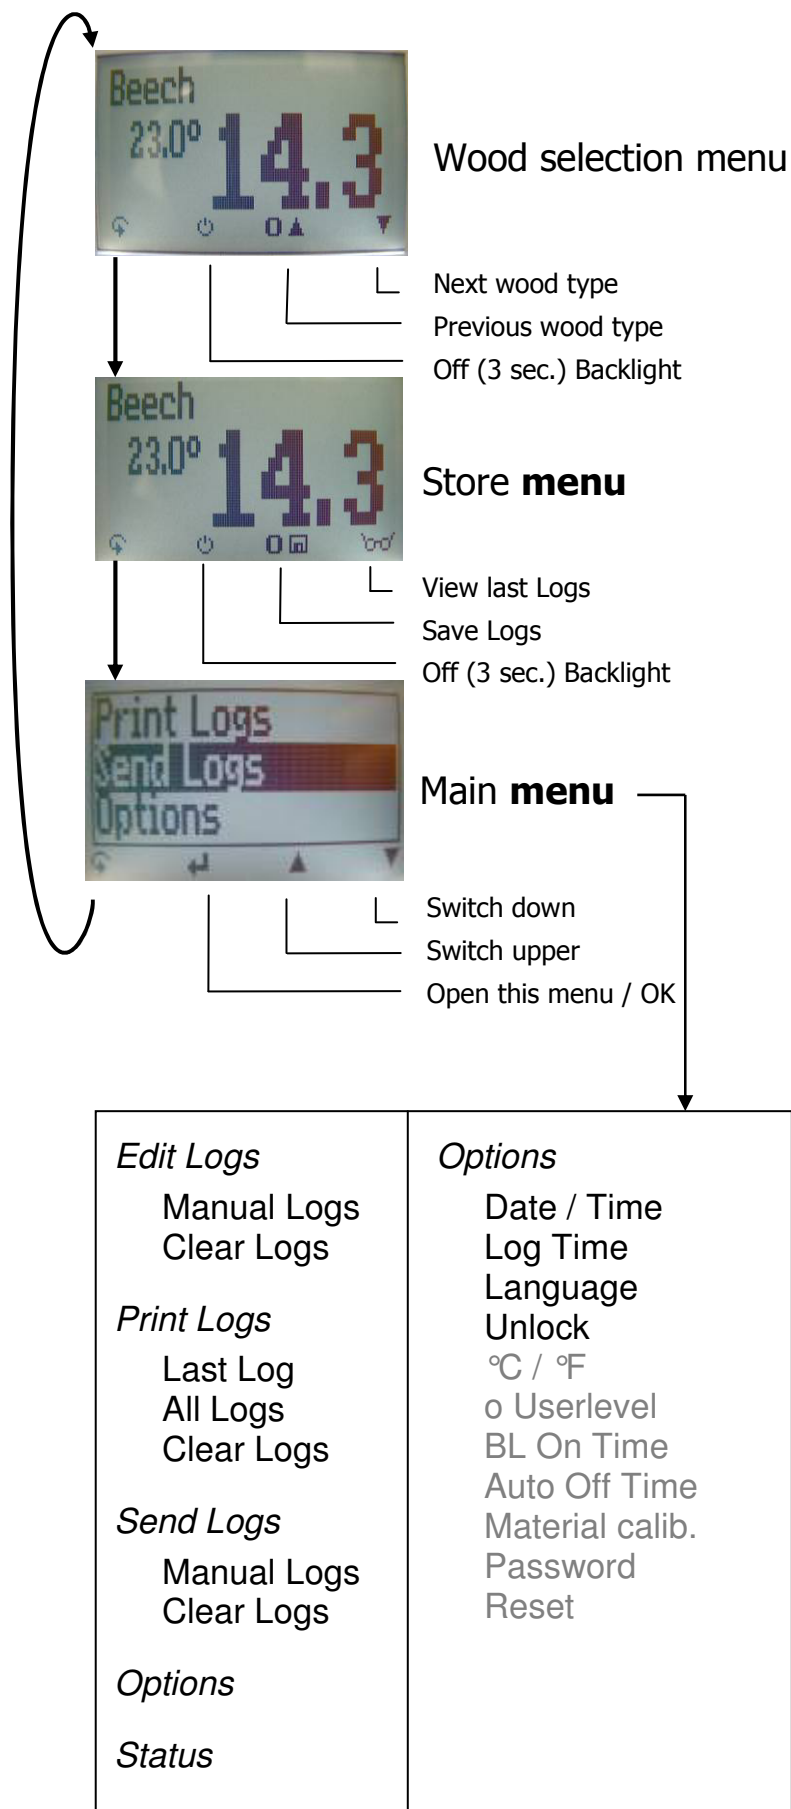 Beech
23.0° 14.3
Wood selection menu
Next wood type
Previous wood type
Off (3 sec.) Backlight
Beech
23.0° 14.3
Store menu
View last Logs
Save Logs
Off (3 sec.) Backlight
Print Logs
Send Logs
Options
Main menu
Switch down
Switch upper
Open this menu / OK
Edit Logs
Manual Logs
Clear Logs
Print Logs
Last Log
All Logs
Clear Logs
Send Logs
Manual Logs
Clear Logs
Options
Status
Options
Date / Time
Log Time
Language
Unlock
°C / °F
o Userlevel
BL On Time
Auto Off Time
Material calib.
Password
Reset